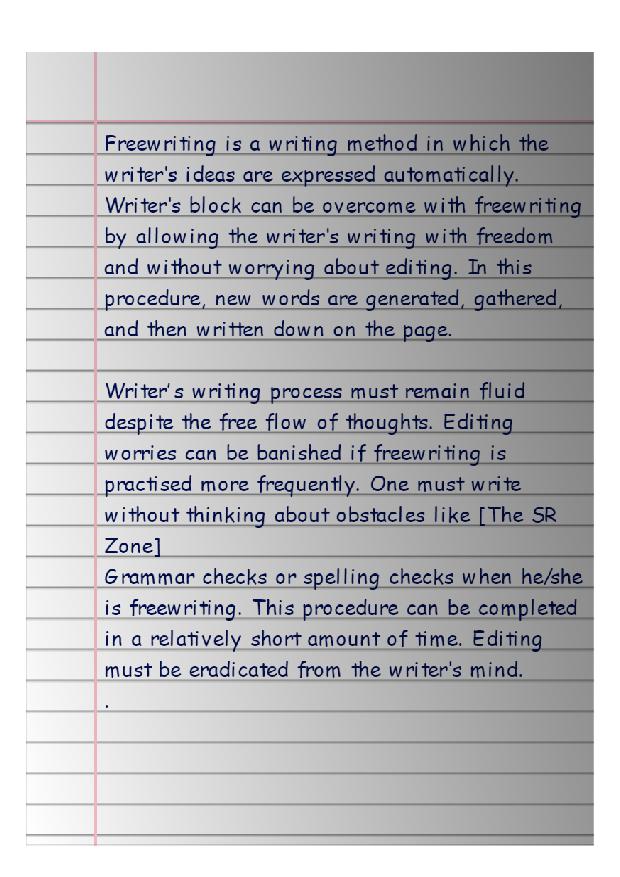 Freewriting is a writing method in which the
writer's ideas are expressed automatically.
Writer's block can be overcome with freewriting
by allowing the writer's writing with freedom
and without worrying about editing. In this
procedure, new words are generated, gathered,
and then written down on the page.
Writer's writing process must remain fluid
despite the free flow of thoughts. Editing
worries can be banished if freewriting is
practised more frequently. One must write
without thinking about obstacles like [The SR
Zone]
Grammar checks or spelling checks when he/she
is freewriting. This procedure can be completed
in a relatively short amount of time. Editing
must be eradicated from the writer's mind.
.